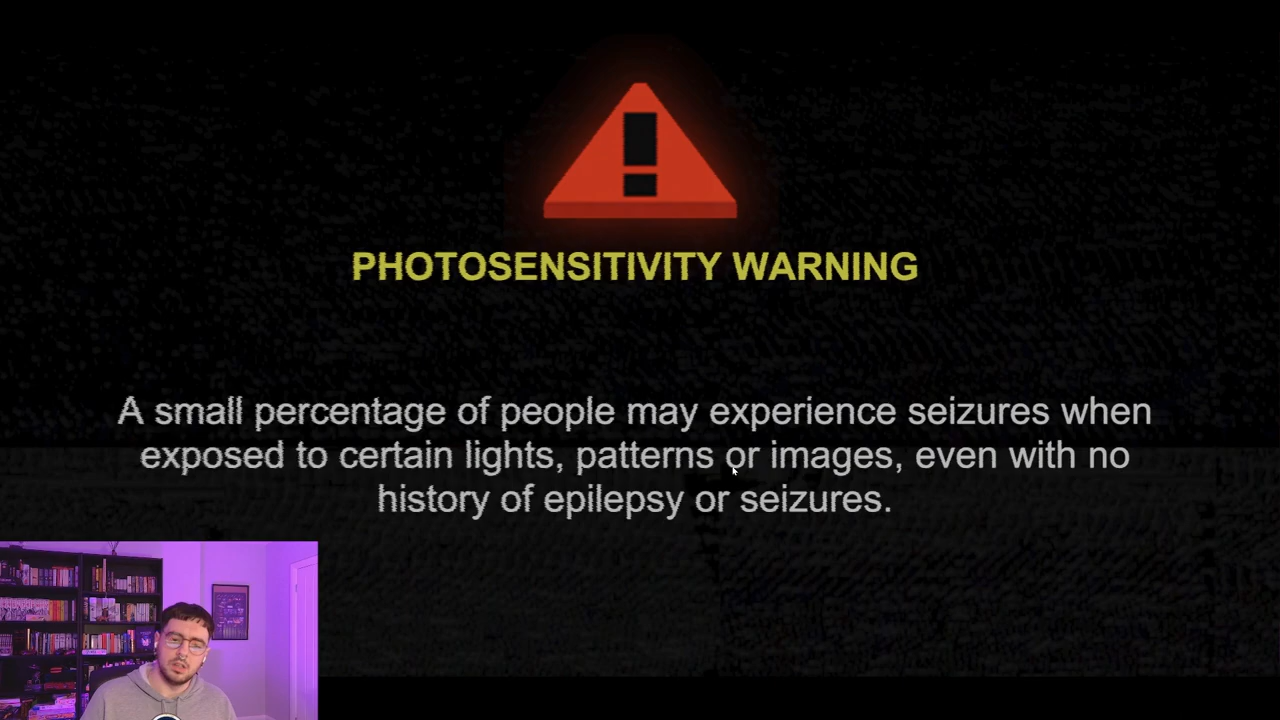 PHOTOSENSITIVITY WARNING
A small percentage of people may experience seizures when
exposed to certain lights, patterns or images, even with no
history of epilepsy or seizures.